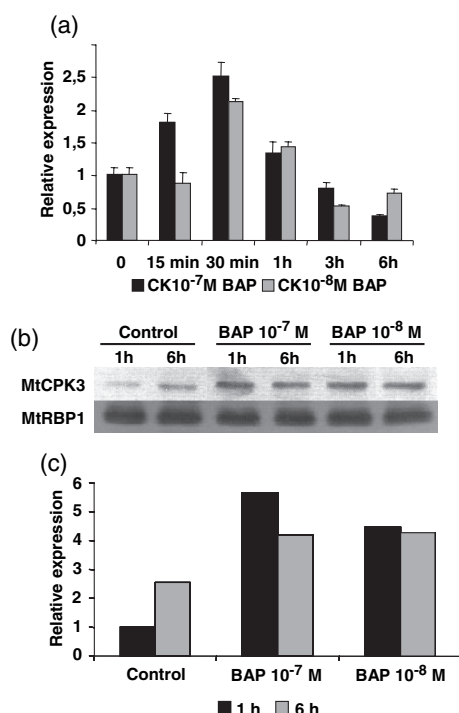 (a)
Relative expression
2,5
2
1,5
1
0,5
0
0 15 min 30 min 1h 3h 6h
CK10⁻⁷M BAP CK10⁻⁸M BAP
(b)
Control BAP 10⁻⁷ M BAP 10⁻⁸ M
1h 6h 1h 6h 1h 6h
MtCPK3
MtRBP1
(c)
Relative expression
6
5
4
3
2
1
0
Control BAP 10⁻⁷ M BAP 10⁻⁸ M
1 h 6 h